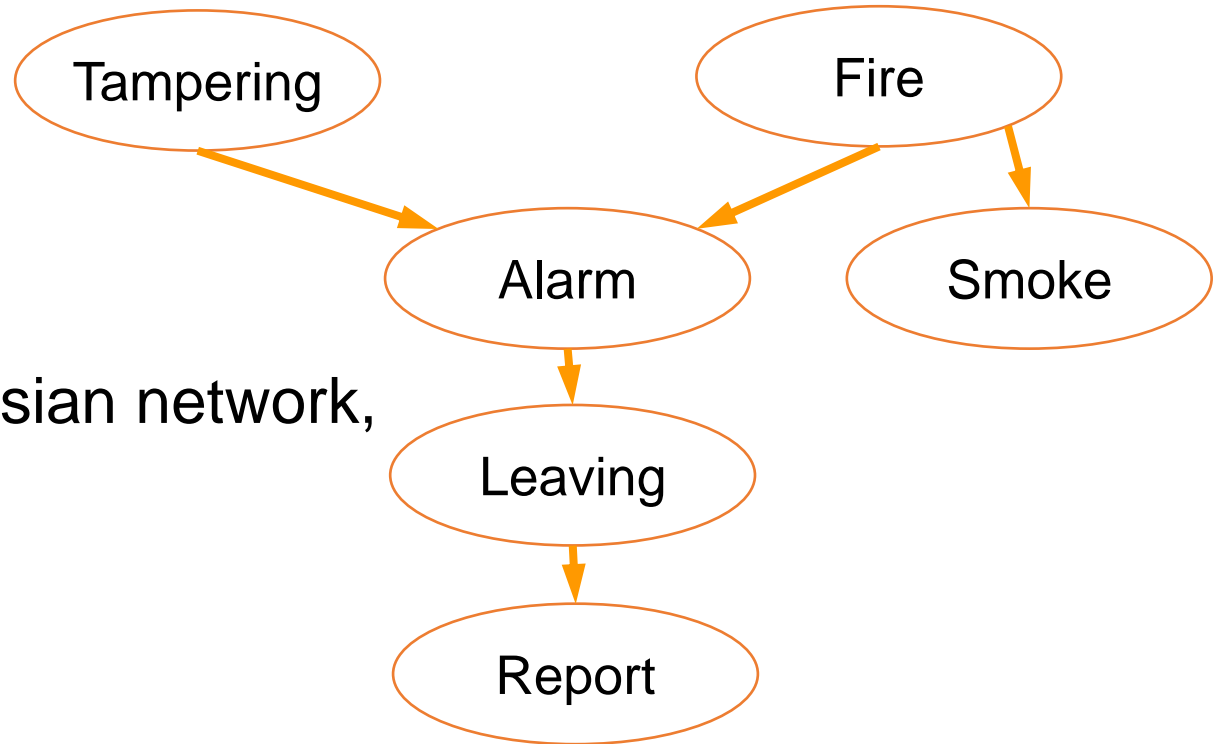 Tampering
Fire
Alarm
Smoke
sian network,
Leaving
Report